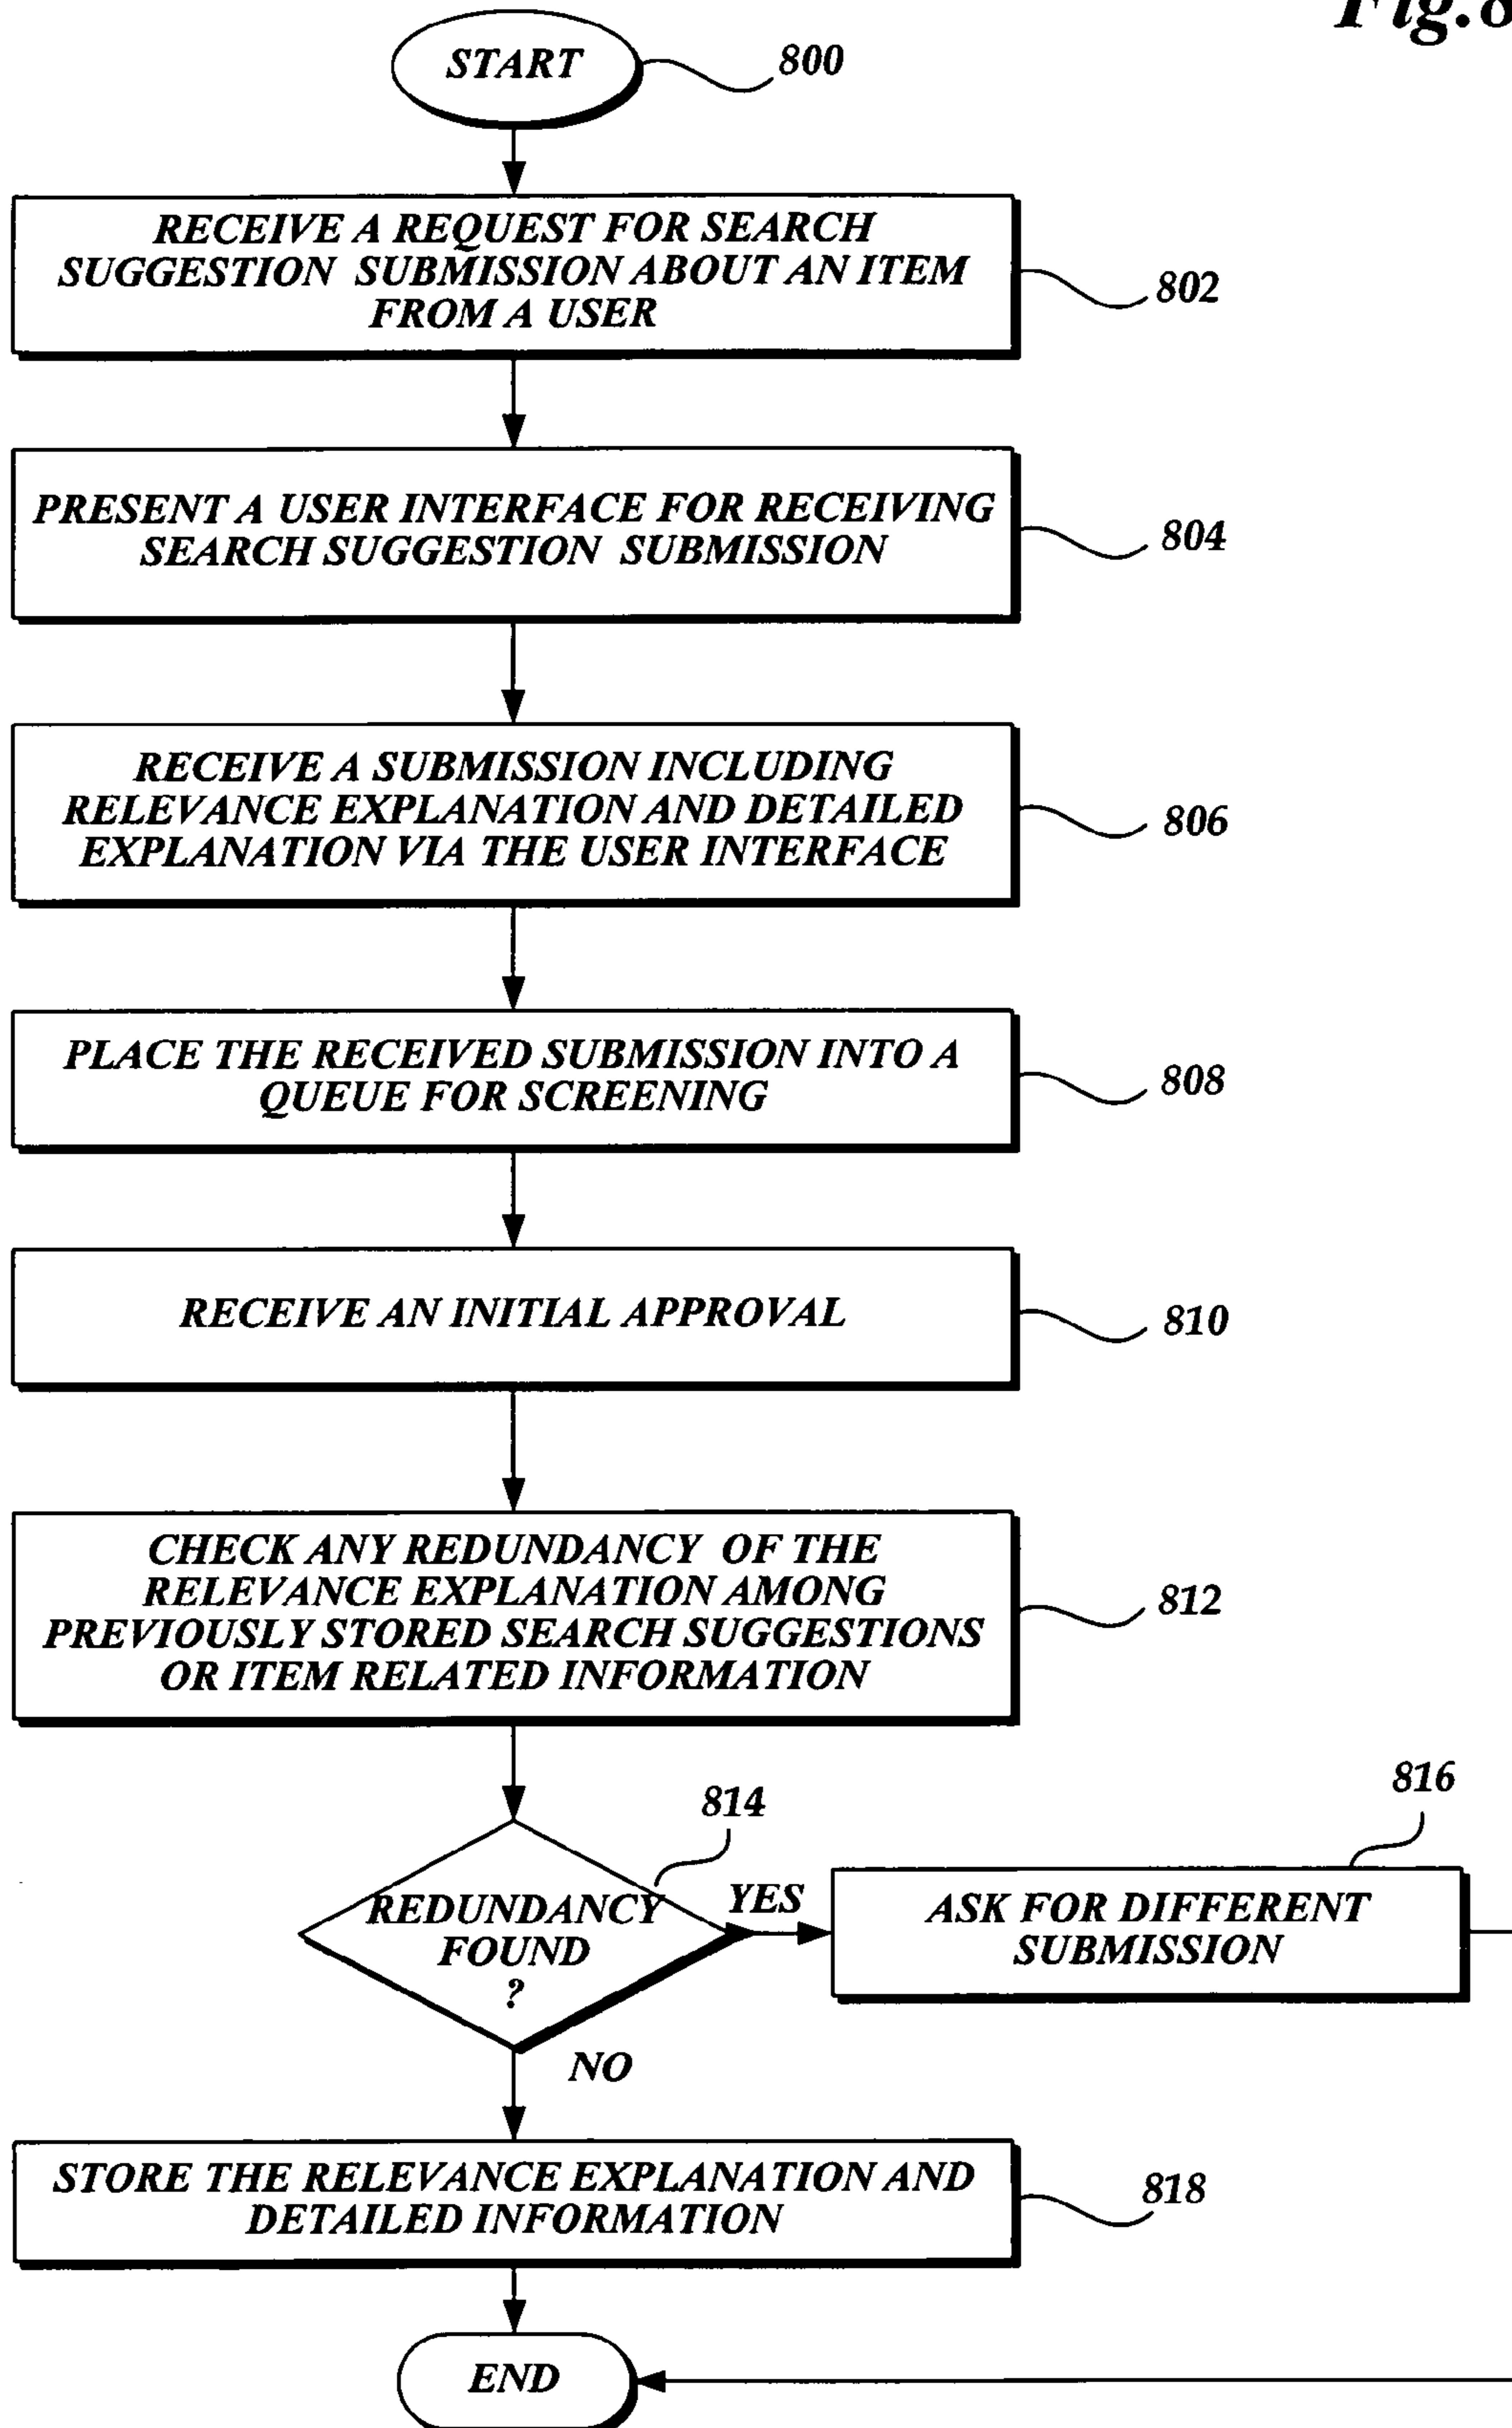 Fig.8
START
800
RECEIVE A REQUEST FOR SEARCH
SUGGESTION SUBMISSION ABOUT AN ITEM
FROM A USER
802
PRESENT A USER INTERFACE FOR RECEIVING
SEARCH SUGGESTION SUBMISSION
804
RECEIVE A SUBMISSION INCLUDING
RELEVANCE EXPLANATION AND DETAILED
EXPLANATION VIA THE USER INTERFACE
806
PLACE THE RECEIVED SUBMISSION INTO A
QUEUE FOR SCREENING
808
RECEIVE AN INITIAL APPROVAL
810
CHECK ANY REDUNDANCY OF THE
RELEVANCE EXPLANATION AMONG
PREVIOUSLY STORED SEARCH SUGGESTIONS
OR ITEM RELATED INFORMATION
812
814
816
REDUNDANCY
FOUND
?
YES
ASK FOR DIFFERENT
SUBMISSION
NO
STORE THE RELEVANCE EXPLANATION AND
DETAILED INFORMATION
818
END